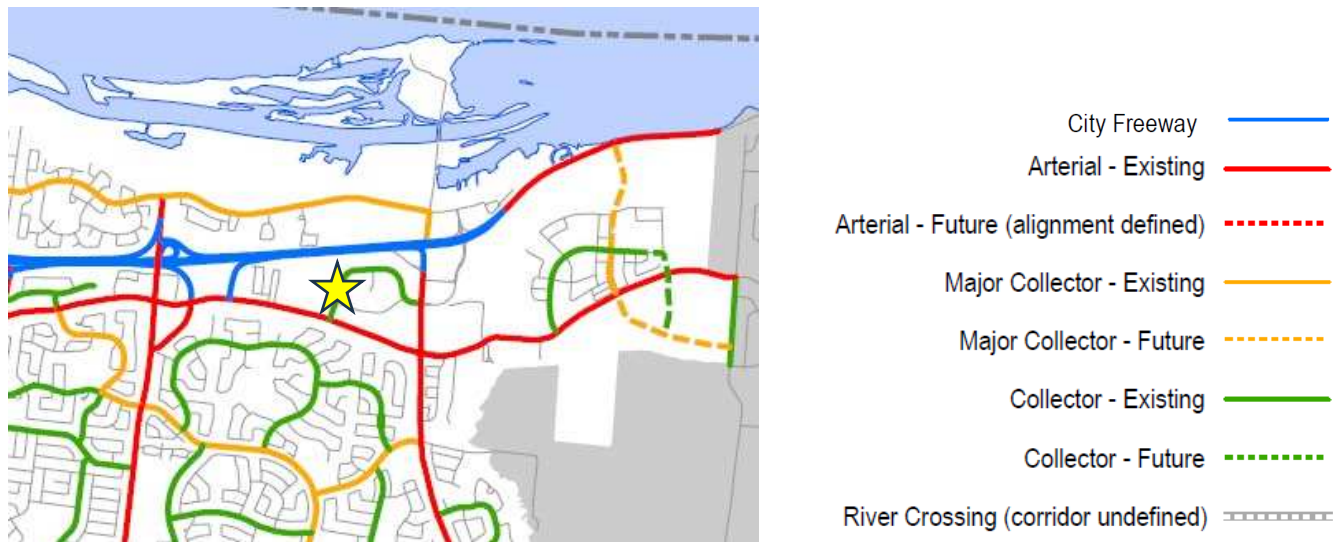 City Freeway
Arterial - Existing
Arterial - Future (alignment defined)
Major Collector - Existing
Major Collector - Future
Collector - Existing
Collector - Future
River Crossing (corridor undefined)